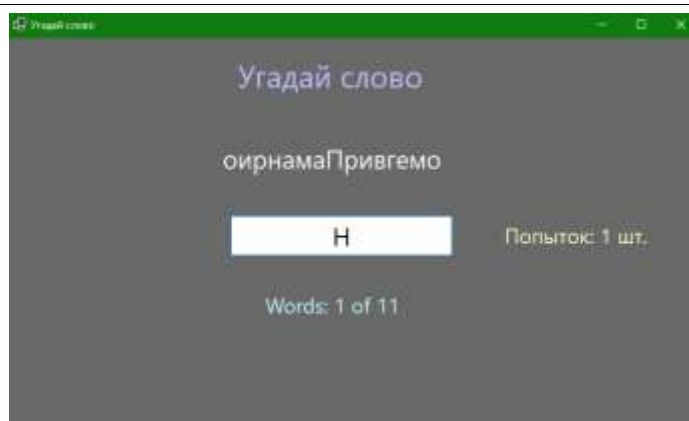 Угадай слово
Угадай слово
оирнамаПривгемо
Н
Попыток: 1 шт.
Words: 1 of 11